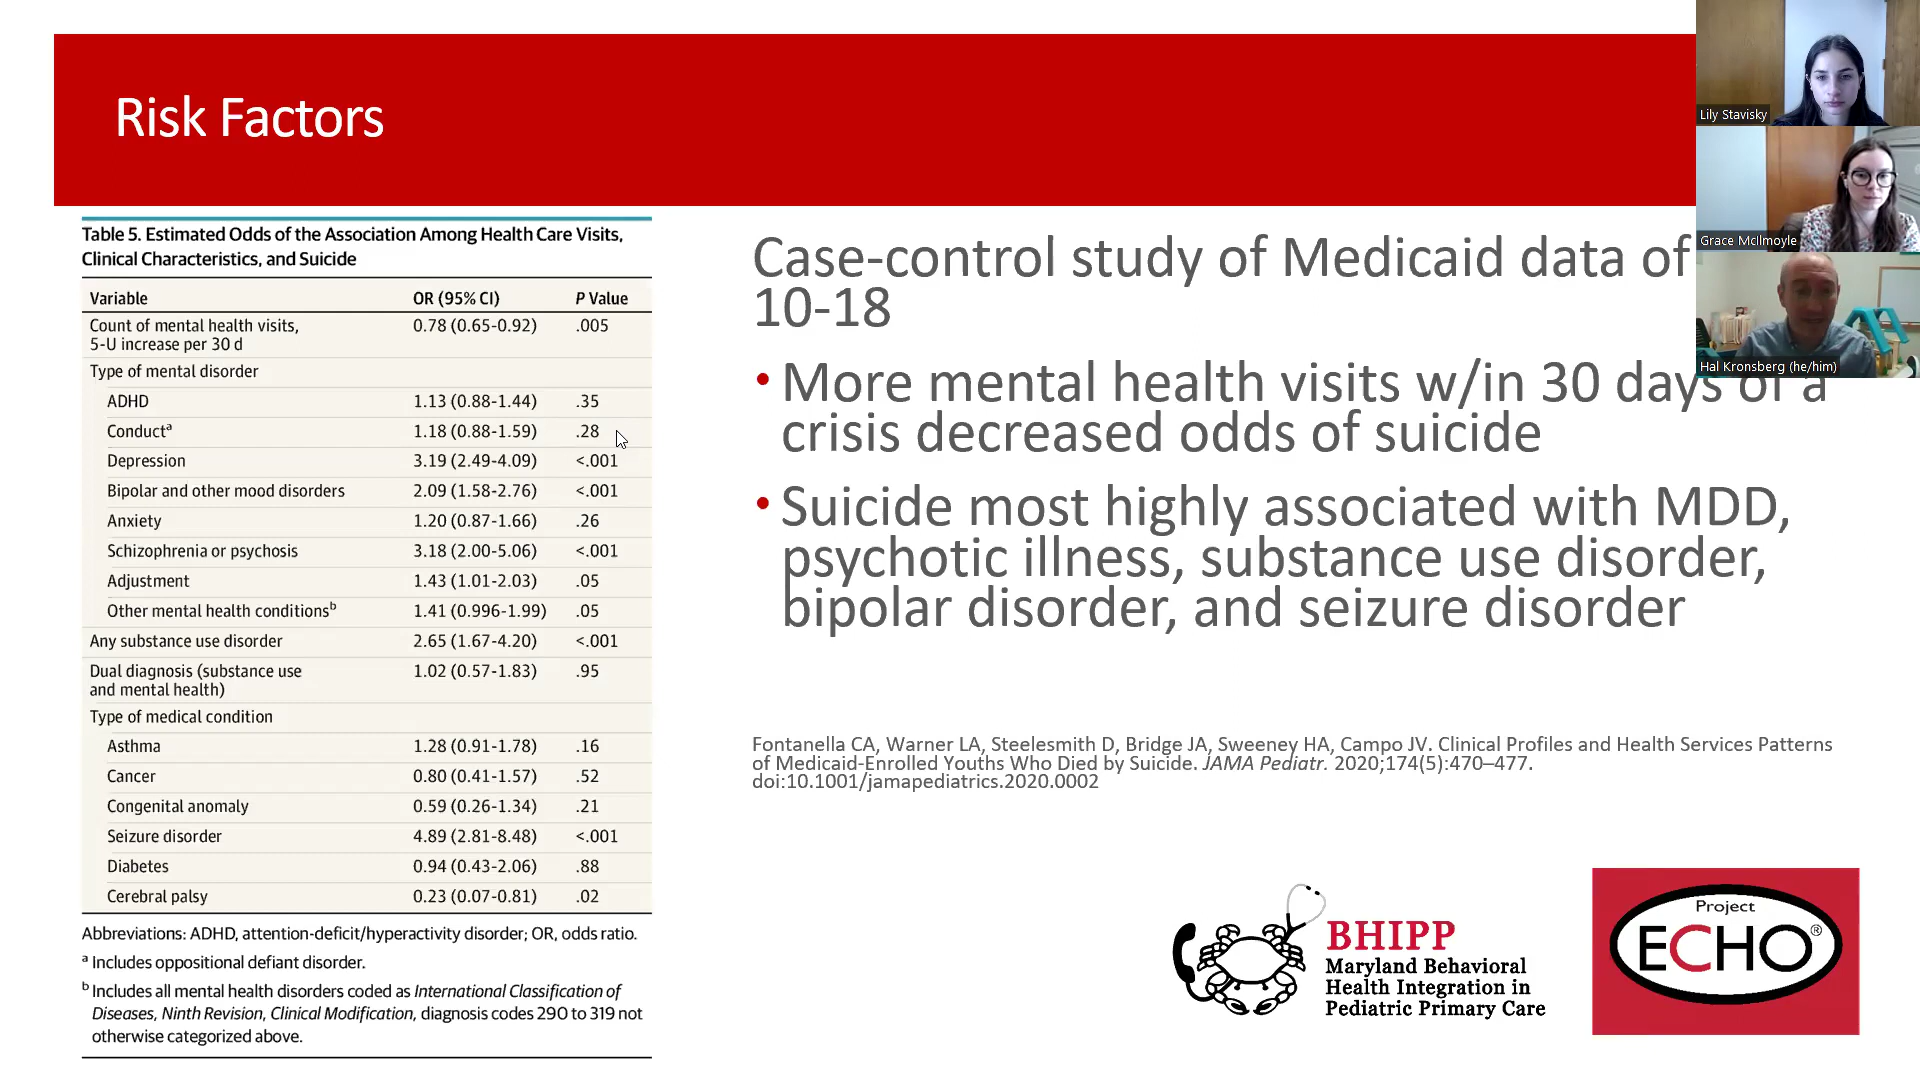 Risk Factors
Table 5. Estimated Odds of the Association Among Health Care Visits,
Clinical Characteristics, and Suicide
Variable OR (95% CI) P Value
Count of mental health visits,
5-U increase per 30 d 0.78 (0.65-0.92) .005
Type of mental disorder
ADHD 1.13 (0.88-1.44) .35
Conductᵃ 1.18 (0.88-1.59) .28
Depression 3.19 (2.49-4.09) <.001
Bipolar and other mood disorders 2.09 (1.58-2.76) <.001
Anxiety 1.20 (0.87-1.66) .26
Schizophrenia or psychosis 3.18 (2.00-5.06) <.001
Adjustment 1.43 (1.01-2.03) .05
Other mental health conditionsᵇ 1.41 (0.996-1.99) .05
Any substance use disorder 2.65 (1.67-4.20) <.001
Dual diagnosis (substance use
and mental health) 1.02 (0.57-1.83) .95
Type of medical condition
Asthma 1.28 (0.91-1.78) .16
Cancer 0.80 (0.41-1.57) .52
Congenital anomaly 0.59 (0.26-1.34) .21
Seizure disorder 4.89 (2.81-8.48) <.001
Diabetes 0.94 (0.43-2.06) .88
Cerebral palsy 0.23 (0.07-0.81) .02
Abbreviations: ADHD, attention-deficit/hyperactivity disorder; OR, odds ratio.
ᵃ Includes oppositional defiant disorder.
ᵇ Includes all mental health disorders coded as International Classification of
Diseases, Ninth Revision, Clinical Modification, diagnosis codes 290 to 319 not
otherwise categorized above.
Case-control study of Medicaid data of
10-18
• More mental health visits w/in 30 days of a
crisis decreased odds of suicide
• Suicide most highly associated with MDD,
psychotic illness, substance use disorder,
bipolar disorder, and seizure disorder
Fontanella CA, Warner LA, Steelesmith D, Bridge JA, Sweeney HA, Campo JV. Clinical Profiles and Health Services Patterns
of Medicaid-Enrolled Youths Who Died by Suicide. JAMA Pediatr. 2020;174(5):470–477.
doi:10.1001/jamapediatrics.2020.0002
BHIPP
Maryland Behavioral
Health Integration in
Pediatric Primary Care
Project
ECHO®
Lily Stavisky
Grace McIlmoyle
Hal Kronsberg (he/him)